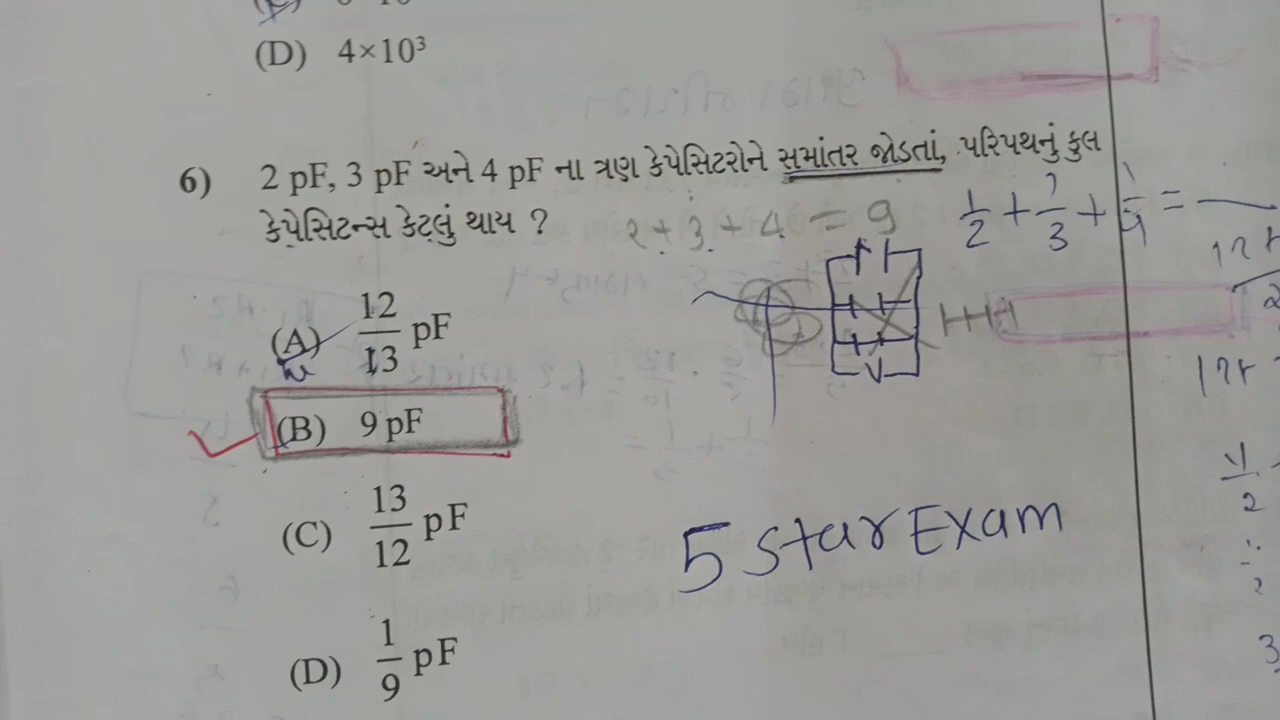 (D) 4×10³
6) 2 pF, 3 pF અને 4 pF ના ત્રણ કેપેસિટરોને સમાંતર જોડતાં, પરિપથનું કુલ
કેપેસિટન્સ કેટલું થાય ?
2 + 3 + 4 = 9
1/2 + 1/3 + 1/4 =
(A) 12/13 pF
(B) 9 pF
(C) 13/12 pF
5 Star Exam
(D) 1/9 pF